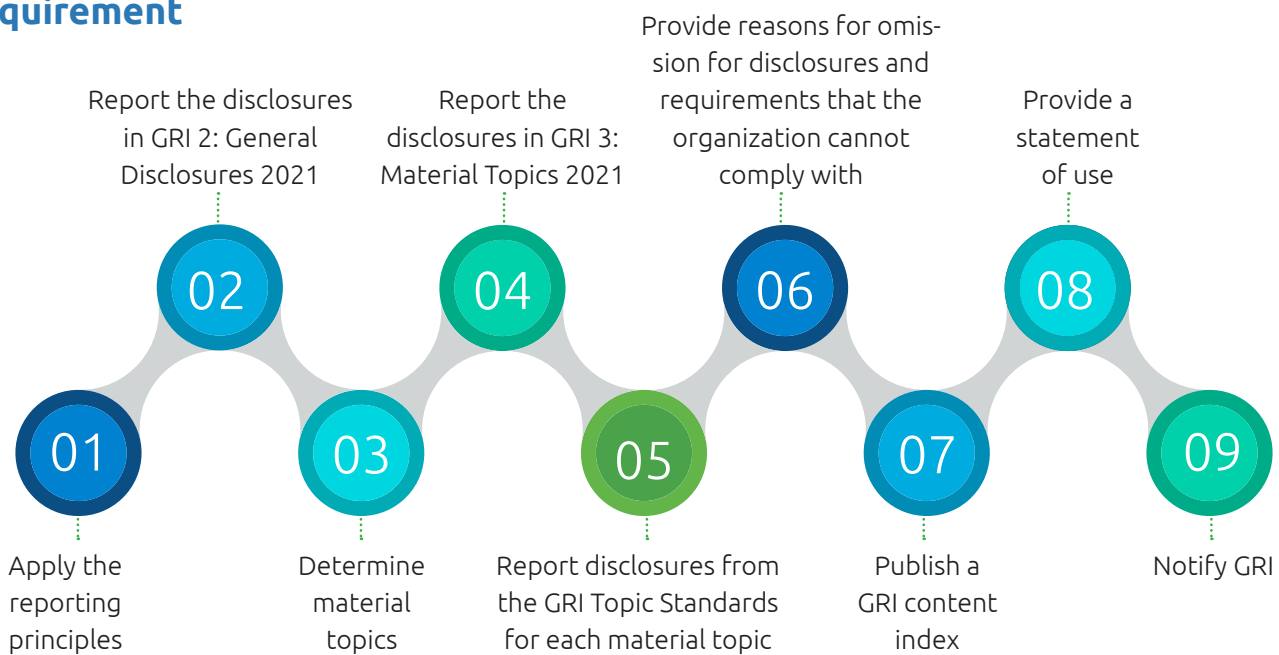 quirement
01
Apply the
reporting
principles
02
Report the disclosures
in GRI 2: General
Disclosures 2021
03
Determine
material
topics
04
Report the
disclosures in GRI 3:
Material Topics 2021
05
Report disclosures from
the GRI Topic Standards
for each material topic
06
Provide reasons for omis-
sion for disclosures and
requirements that the
organization cannot
comply with
07
Publish a
GRI content
index
08
Provide a
statement
of use
09
Notify GRI